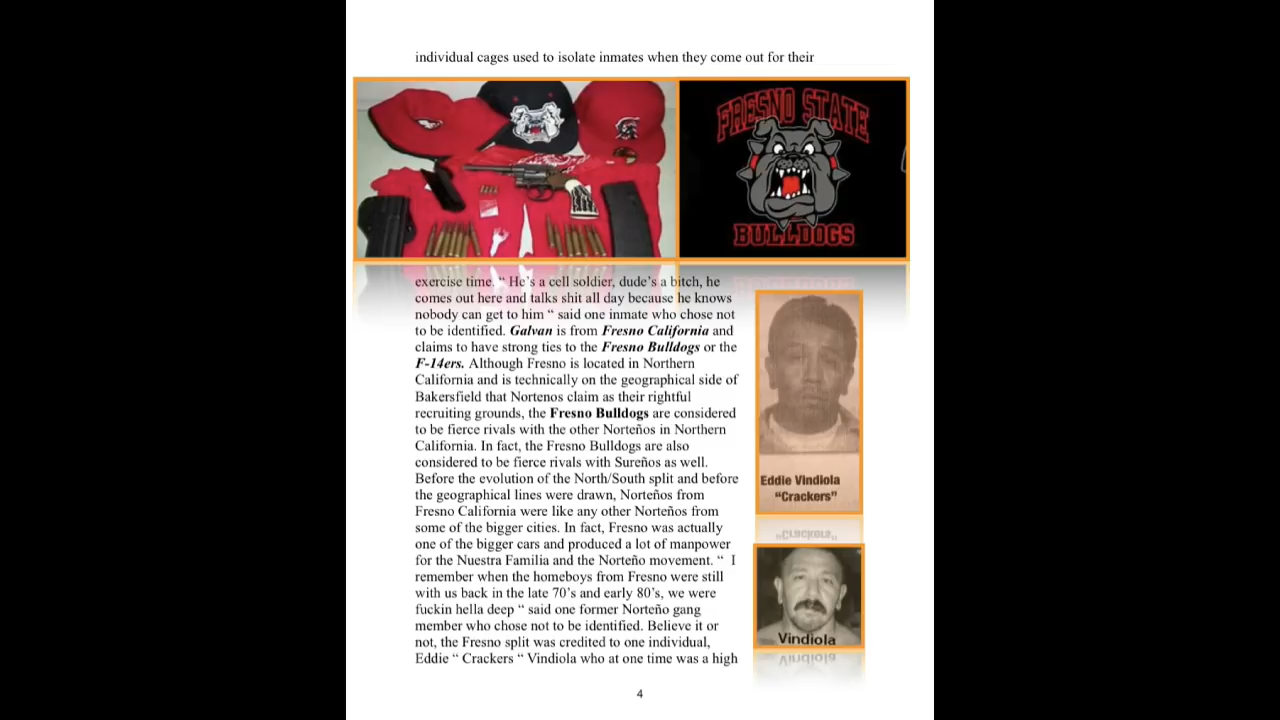 individual cages used to isolate inmates when they come out for their
FRESNO STATE
BULLDOGS
exercise time. “ He’s a cell soldier, dude’s a bitch, he
comes out here and talks shit all day because he knows
nobody can get to him “ said one inmate who chose not
to be identified. Galvan is from Fresno California and
claims to have strong ties to the Fresno Bulldogs or the
F-14ers. Although Fresno is located in Northern
California and is technically on the geographical side of
Bakersfield that Nortenos claim as their rightful
recruiting grounds, the Fresno Bulldogs are considered
to be fierce rivals with the other Norteños in Northern
California. In fact, the Fresno Bulldogs are also
considered to be fierce rivals with Sureños as well.
Before the evolution of the North/South split and before
the geographical lines were drawn, Norteños from
Fresno California were like any other Norteños from
some of the bigger cities. In fact, Fresno was actually
one of the bigger cars and produced a lot of manpower
for the Nuestra Familia and the Norteño movement. “ I
remember when the homeboys from Fresno were still
with us back in the late 70’s and early 80’s, we were
fuckin hella deep “ said one former Norteño gang
member who chose not to be identified. Believe it or
not, the Fresno split was credited to one individual,
Eddie “ Crackers “ Vindiola who at one time was a high
Eddie Vindiola
“Crackers”
Vindiola
4